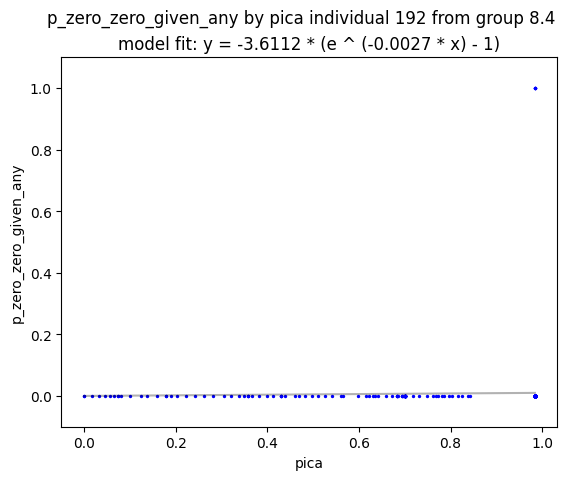 p_zero_zero_given_any by pica individual 192 from group 8.4
model fit: y = -3.6112 * (e ^ (-0.0027 * x) - 1)
1.0
0.8
0.6
0.4
0.2
0.0
p_zero_zero_given_any
0.0 0.2 0.4 0.6 0.8 1.0
pica